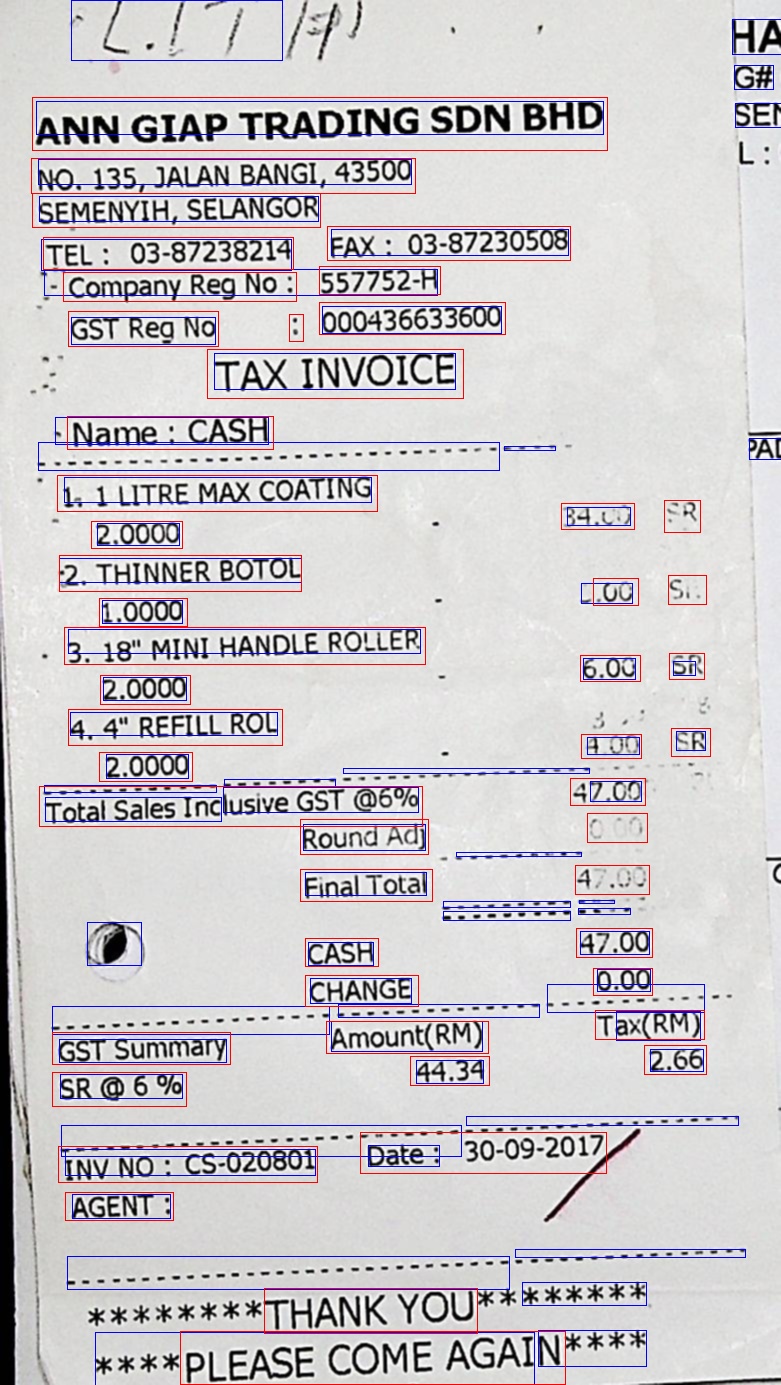 ANN GIAP TRADING SDN BHD
NO. 135, JALAN BANGI, 43500
SEMENYIH, SELANGOR
TEL : 03-87238214 FAX : 03-87230508
Company Reg No : 557752-H
GST Reg No : 000436633600
TAX INVOICE
Name : CASH
1. 1 LITRE MAX COATING
2.0000 34.00 SR
2. THINNER BOTOL
1.0000 .00 S
3. 18" MINI HANDLE ROLLER
2.0000 6.00 SR
4. 4" REFILL ROL
2.0000 4.00 SR
Total Sales Inclusive GST @6% 47.00
Round Adj 0.00
Final Total 47.00
CASH 47.00
CHANGE 0.00
GST Summary Amount(RM) Tax(RM)
SR @ 6 % 44.34 2.66
INV NO : CS-020801 Date : 30-09-2017
AGENT :
********THANK YOU********
****PLEASE COME AGAIN****
HA
G#
SEN
L :
PAD